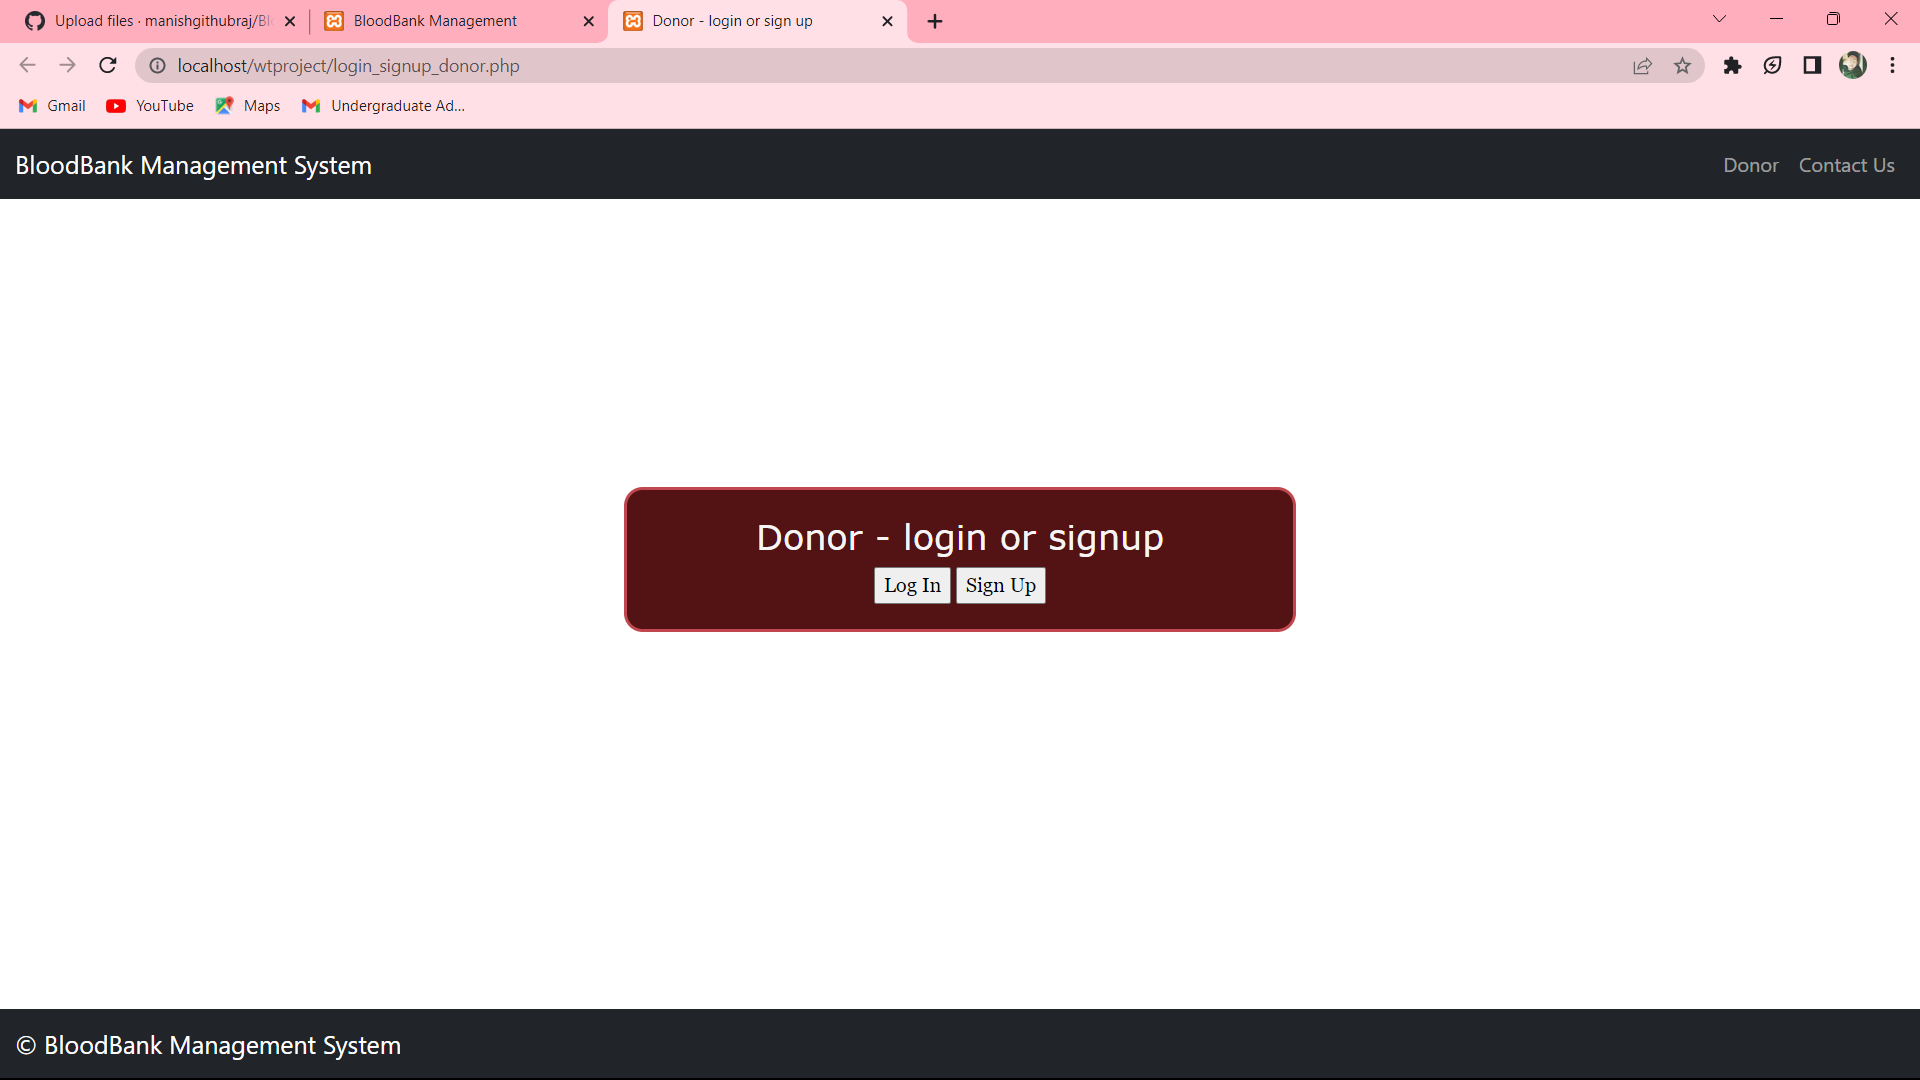 Upload files · manishgithubraj/Bl
BloodBank Management
Donor - login or sign up
localhost/wtproject/login_signup_donor.php
Gmail
YouTube
Maps
Undergraduate Ad...
BloodBank Management System
Donor
Contact Us
Donor - login or signup
Log In
Sign Up
© BloodBank Management System